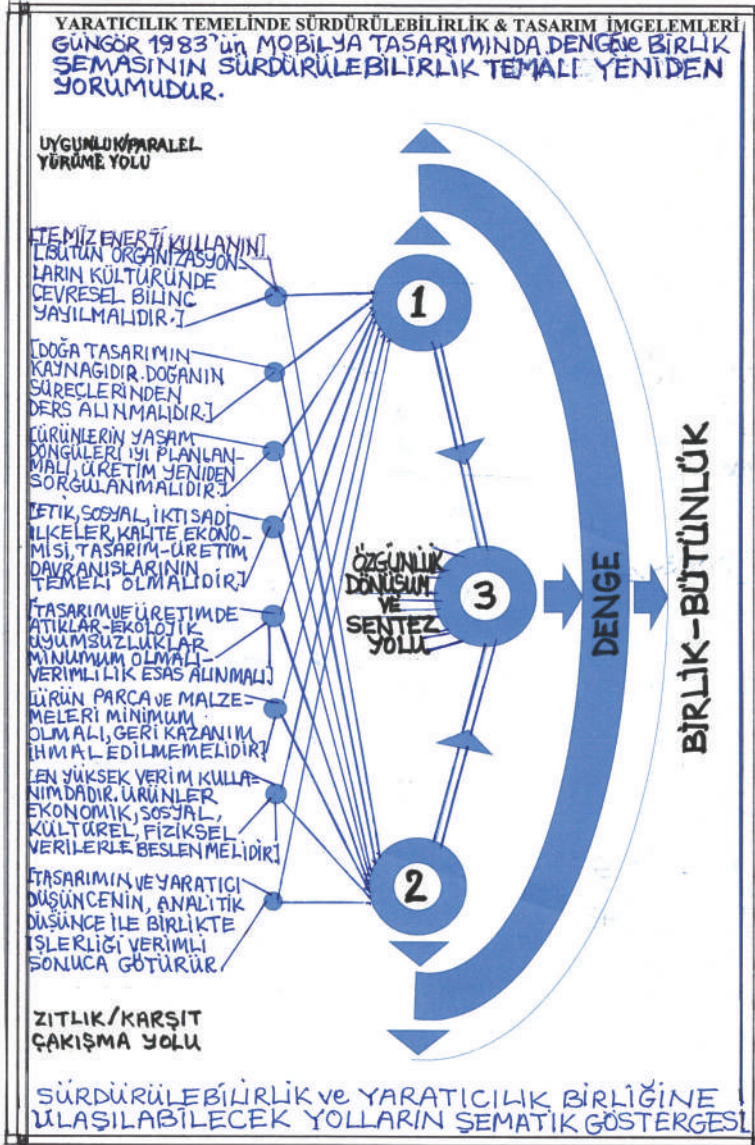 YARATICILIK TEMELİNDE SÜRDÜRÜLEBİLİRLİK & TASARIM İMGELEMLERİ
GÜNGÖR 1983'ün MOBİLYA TASARIMINDA DENGE ve BİRLİK
ŞEMASININ SÜRDÜRÜLEBİLİRLİK TEMALI YENİDEN
YORUMUDUR.
UYGUNLUK/PARALEL
YÜRÜME YOLU
[TEMİZ ENERJİ KULLANIN]
[BÜTÜN ORGANİZASYON-
LARIN KÜLTÜRÜNDE
ÇEVRESEL BİLİNÇ
YAYILMALIDIR.]
[DOĞA TASARIMIN
KAYNAĞIDIR. DOĞANIN
SÜREÇLERİNDEN
DERS ALINMALIDIR.]
[ÜRÜNLERİN YAŞAM
DÖNGÜLERİ İYİ PLANLAN-
MALI, ÜRETİM YENİDEN
SORGULANMALIDIR.]
[ETİK, SOSYAL, İKTİSADİ
İLKELER, KALİTE EKONO-
MİSİ, TASARIM-ÜRETİM
DAVRANIŞLARININ
TEMELİ OLMALIDIR.]
[TASARIM VE ÜRETİMDE
ATIKLAR-EKOLOJİK
UYUMSUZLUKLAR
MİNUMUM OLMALI-
VERİMLİLİK ESAS ALINMALI]
[ÜRÜN PARÇA VE MALZE-
MELERİ MİNİMUM
OLMALI, GERİ KAZANIM
İHMAL EDİLMEMELİDİR]
[EN YÜKSEK VERİM KULLA-
NIMDADIR. ÜRÜNLER
EKONOMİK, SOSYAL,
KÜLTÜREL, FİZİKSEL
VERİLERLE BESLENMELİDİR]
[TASARIMIN VE YARATICI
DÜŞÜNCENİN, ANALİTİK
DÜŞÜNCE İLE BİRLİKTE
İŞLERLİĞİ VERİMLİ
SONUCA GÖTÜRÜR
ZITLIK/KARŞIT
ÇAKIŞMA YOLU
1
ÖZGÜNLÜK
DÖNÜŞÜM
VE
SENTEZ
YOLU
3
2
DENGE
BİRLİK-BÜTÜNLÜK
SÜRDÜRÜLEBİLİRLİK ve YARATICILIK BİRLİĞİNE
ULAŞILABİLECEK YOLLARIN ŞEMATİK GÖSTERGESİ